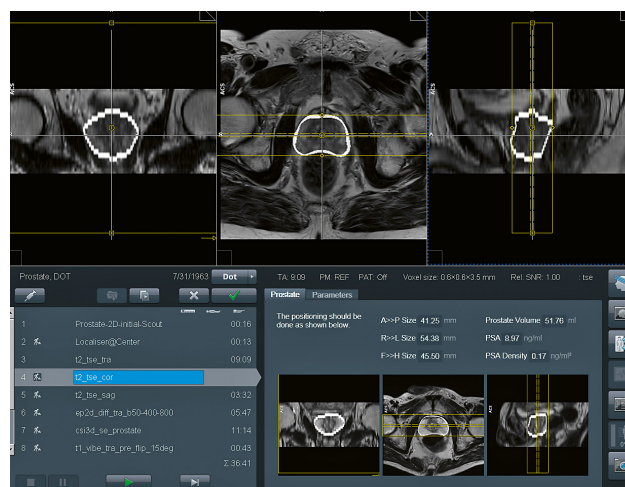 ACS
ACS
Prostate, DOT 7/31/1963 Dot
TA: 9:09 PM: REF PAT: Off Voxel size: 0.6×0.6×3.5 mm Rel. SNR: 1.00 : tse
Prostate Parameters
The positioning should be
done as shown below.
A>>P Size 41.25 mm Prostate Volume 51.76 ml
R>>L Size 54.38 mm PSA 8.97 ng/ml
F>>H Size 45.50 mm PSA Density 0.17 ng/ml²
1 Prostate-2D-initial-Scout 00:16
2 Localiser@Center 00:13
3 t2_tse_tra 09:09
4 t2_tse_cor
5 t2_tse_sag 03:32
6 ep2d_diff_tra_b50-400-800 05:47
7 csi3d_se_prostate 11:14
8 t1_vibe_tra_pre_flip_15deg 00:43
Σ 36:41
ACS
ACS